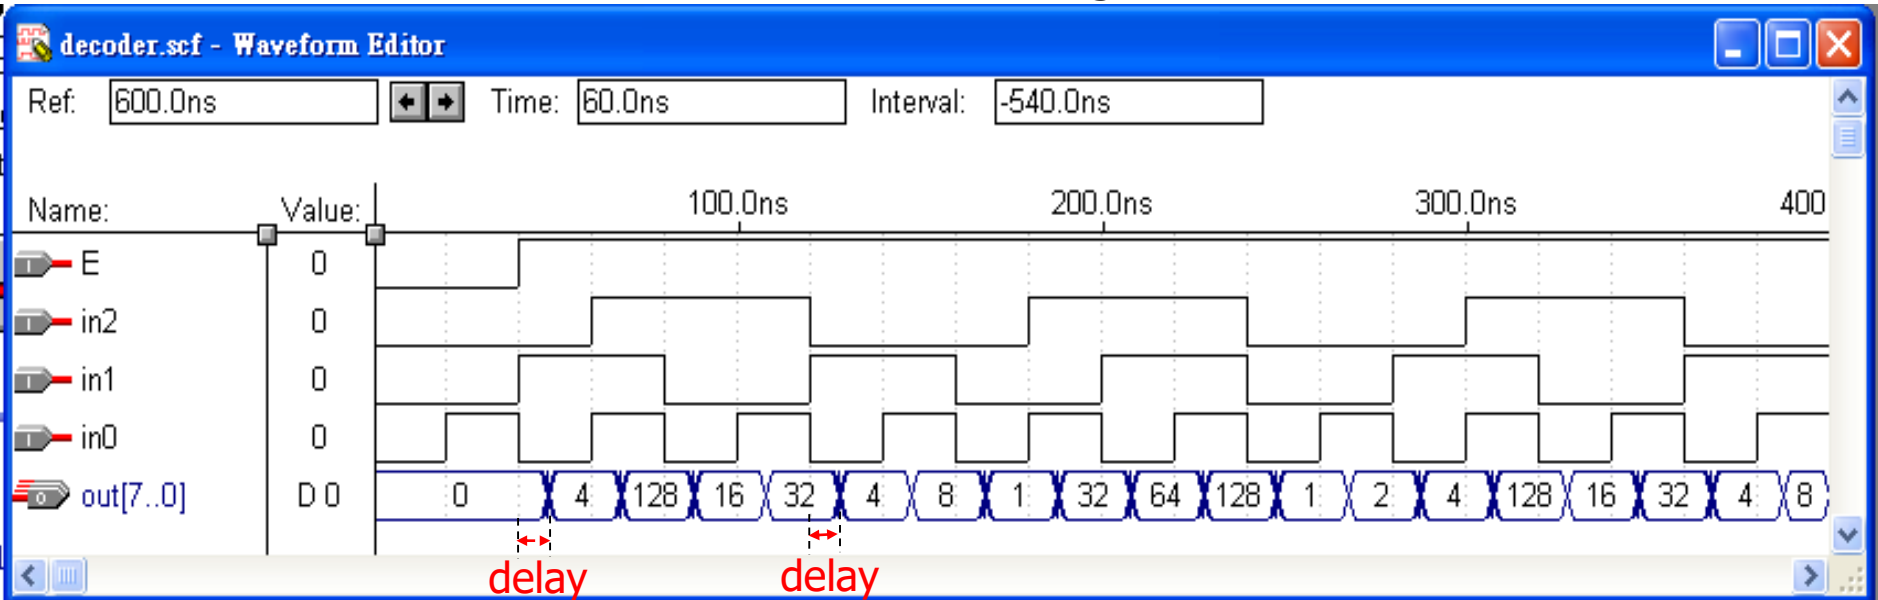 decoder.scf - Waveform Editor
Ref: 600.0ns Time: 60.0ns Interval: -540.0ns
Name: Value: 100.0ns 200.0ns 300.0ns 400
E 0
in2 0
in1 0
in0 0
out[7..0] D 0 0 4 128 16 32 4 8 1 32 64 128 1 2 4 128 16 32 4 8
delay delay